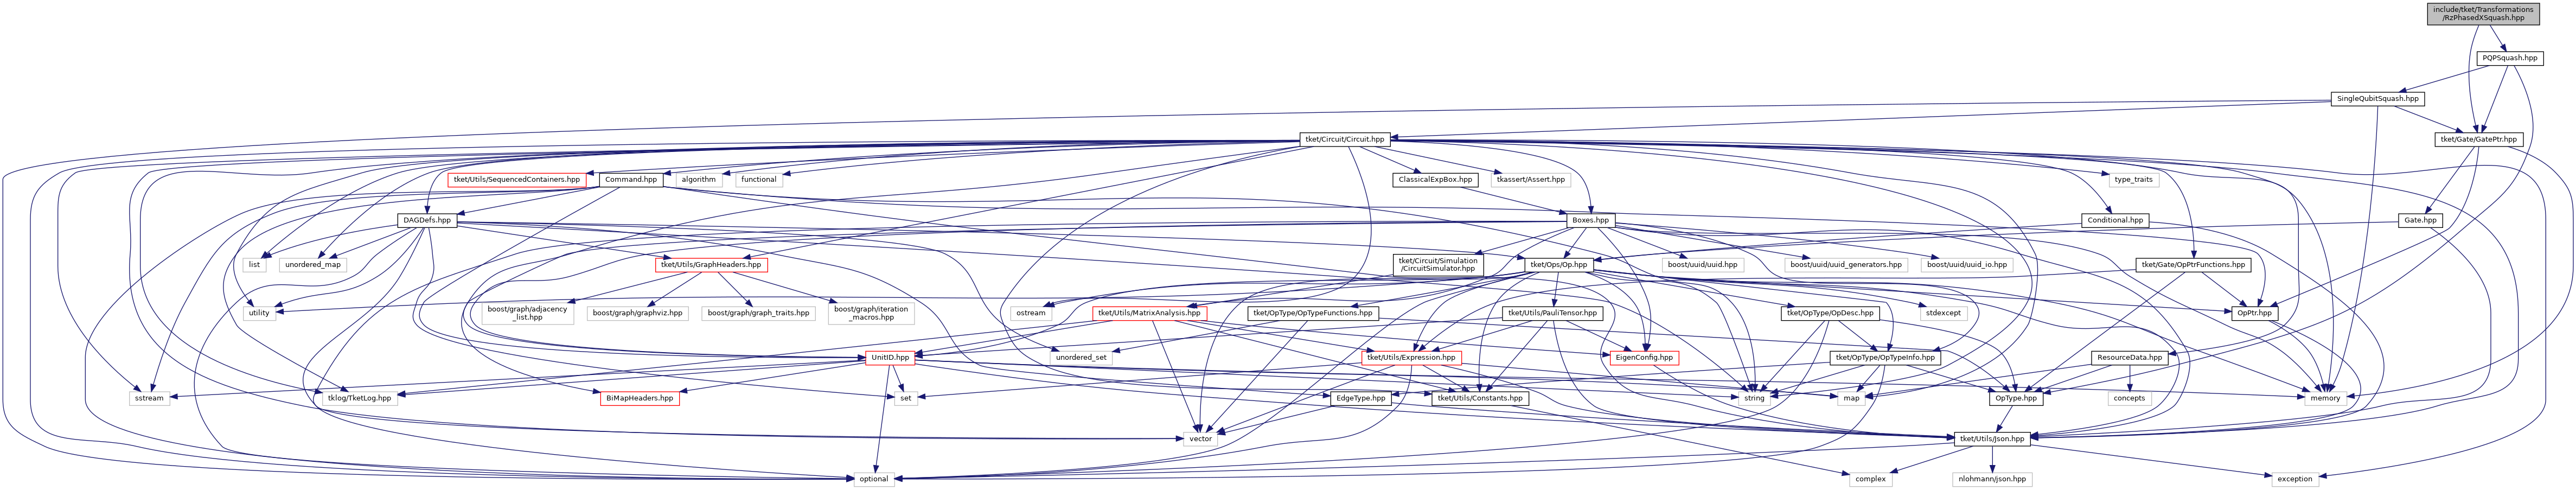 include/tket/Transformations
/RzPhasedXSquash.hpp
PQPSquash.hpp
SingleQubitSquash.hpp
tket/Circuit/Circuit.hpp
tket/Gate/GatePtr.hpp
tket/Utils/SequencedContainers.hpp
Command.hpp
algorithm
functional
ClassicalExpBox.hpp
tkassert/Assert.hpp
type_traits
DAGDefs.hpp
Boxes.hpp
Conditional.hpp
Gate.hpp
list
unordered_map
tket/Utils/GraphHeaders.hpp
tket/Circuit/Simulation
/CircuitSimulator.hpp
tket/Ops/Op.hpp
boost/uuid/uuid.hpp
boost/uuid/uuid_generators.hpp
boost/uuid/uuid_io.hpp
tket/Gate/OpPtrFunctions.hpp
utility
boost/graph/adjacency
_list.hpp
boost/graph/graphviz.hpp
boost/graph/graph_traits.hpp
boost/graph/iteration
_macros.hpp
ostream
tket/Utils/MatrixAnalysis.hpp
tket/OpType/OpTypeFunctions.hpp
tket/Utils/PauliTensor.hpp
tket/OpType/OpDesc.hpp
stdexcept
OpPtr.hpp
UnitID.hpp
unordered_set
tket/Utils/Expression.hpp
EigenConfig.hpp
tket/OpType/OpTypeInfo.hpp
ResourceData.hpp
sstream
tklog/TketLog.hpp
BiMapHeaders.hpp
set
EdgeType.hpp
tket/Utils/Constants.hpp
string
map
OpType.hpp
concepts
memory
vector
tket/Utils/Json.hpp
optional
complex
nlohmann/json.hpp
exception